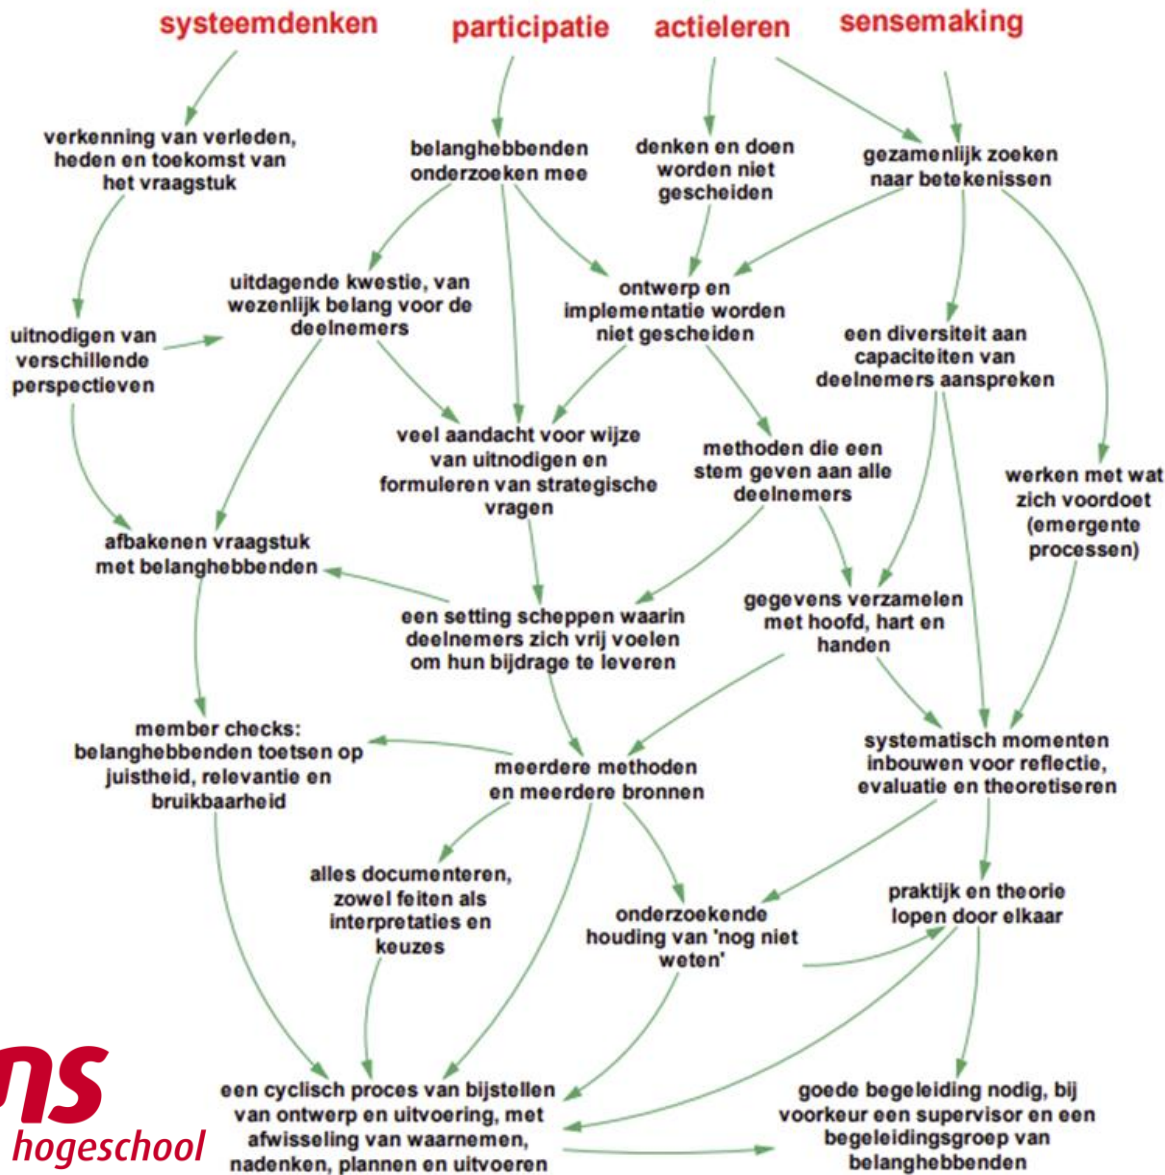 systeemdenken
participatie
actieleren
sensemaking
verkenning van verleden,
heden en toekomst van
het vraagstuk
belanghebbenden
onderzoeken mee
denken en doen
worden niet
gescheiden
gezamenlijk zoeken
naar betekenissen
uitnodigen van
verschillende
perspectieven
uitdagende kwestie, van
wezenlijk belang voor de
deelnemers
ontwerp en
implementatie worden
niet gescheiden
een diversiteit aan
capaciteiten van
deelnemers aanspreken
veel aandacht voor wijze
van uitnodigen en
formuleren van strategische
vragen
methoden die een
stem geven aan alle
deelnemers
werken met wat
zich voordoet
(emergente
processen)
afbakenen vraagstuk
met belanghebbenden
een setting scheppen waarin
deelnemers zich vrij voelen
om hun bijdrage te leveren
gegevens verzamelen
met hoofd, hart en
handen
member checks:
belanghebbenden toetsen op
juistheid, relevantie en
bruikbaarheid
meerdere methoden
en meerdere bronnen
systematisch momenten
inbouwen voor reflectie,
evaluatie en theoretiseren
alles documenteren,
zowel feiten als
interpretaties en
keuzes
onderzoekende
houding van 'nog niet
weten'
praktijk en theorie
lopen door elkaar
een cyclisch proces van bijstellen
van ontwerp en uitvoering, met
afwisseling van waarnemen,
nadenken, plannen en uitvoeren
goede begeleiding nodig, bij
voorkeur een supervisor en een
begeleidingsgroep van
belanghebbenden
ns
hogeschool